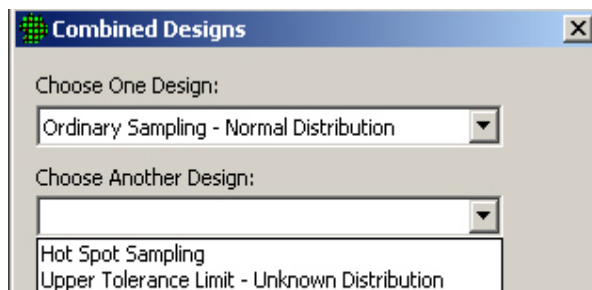 Combined Designs
Choose One Design:
Ordinary Sampling - Normal Distribution
Choose Another Design:
Hot Spot Sampling
Upper Tolerance Limit - Unknown Distribution